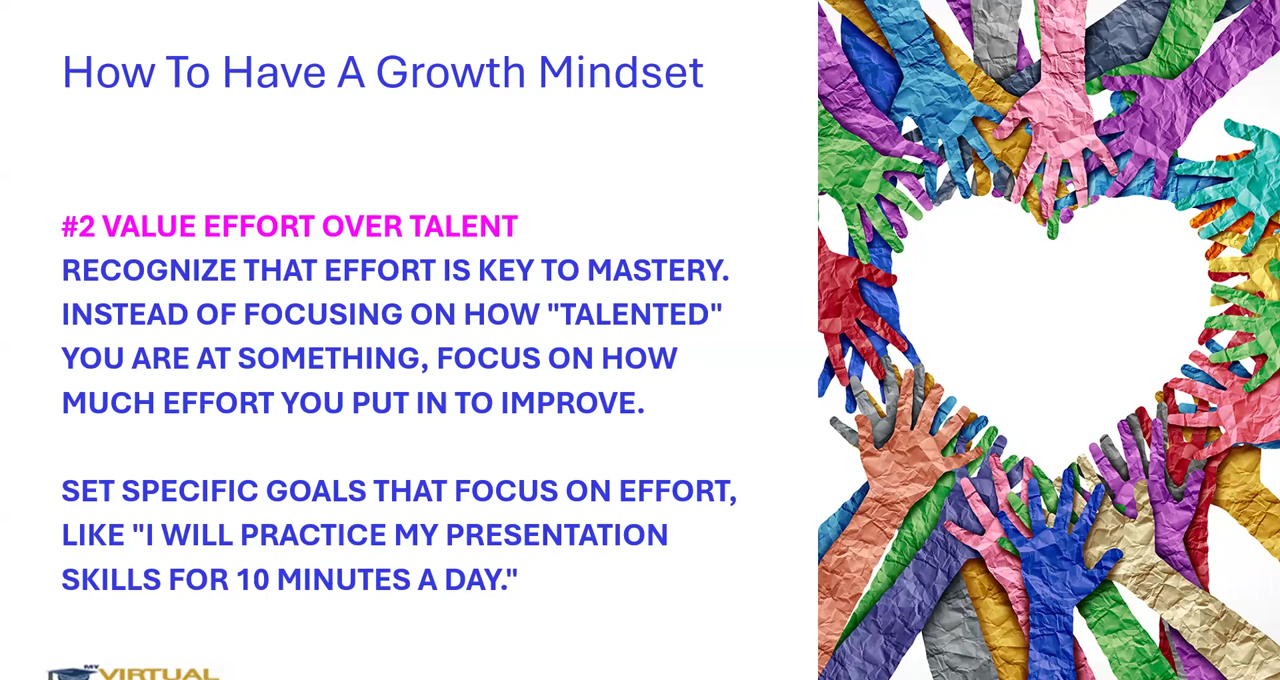 How To Have A Growth Mindset
#2 VALUE EFFORT OVER TALENT
RECOGNIZE THAT EFFORT IS KEY TO MASTERY.
INSTEAD OF FOCUSING ON HOW "TALENTED"
YOU ARE AT SOMETHING, FOCUS ON HOW
MUCH EFFORT YOU PUT IN TO IMPROVE.
SET SPECIFIC GOALS THAT FOCUS ON EFFORT,
LIKE "I WILL PRACTICE MY PRESENTATION
SKILLS FOR 10 MINUTES A DAY."
MY
VIRTUAL